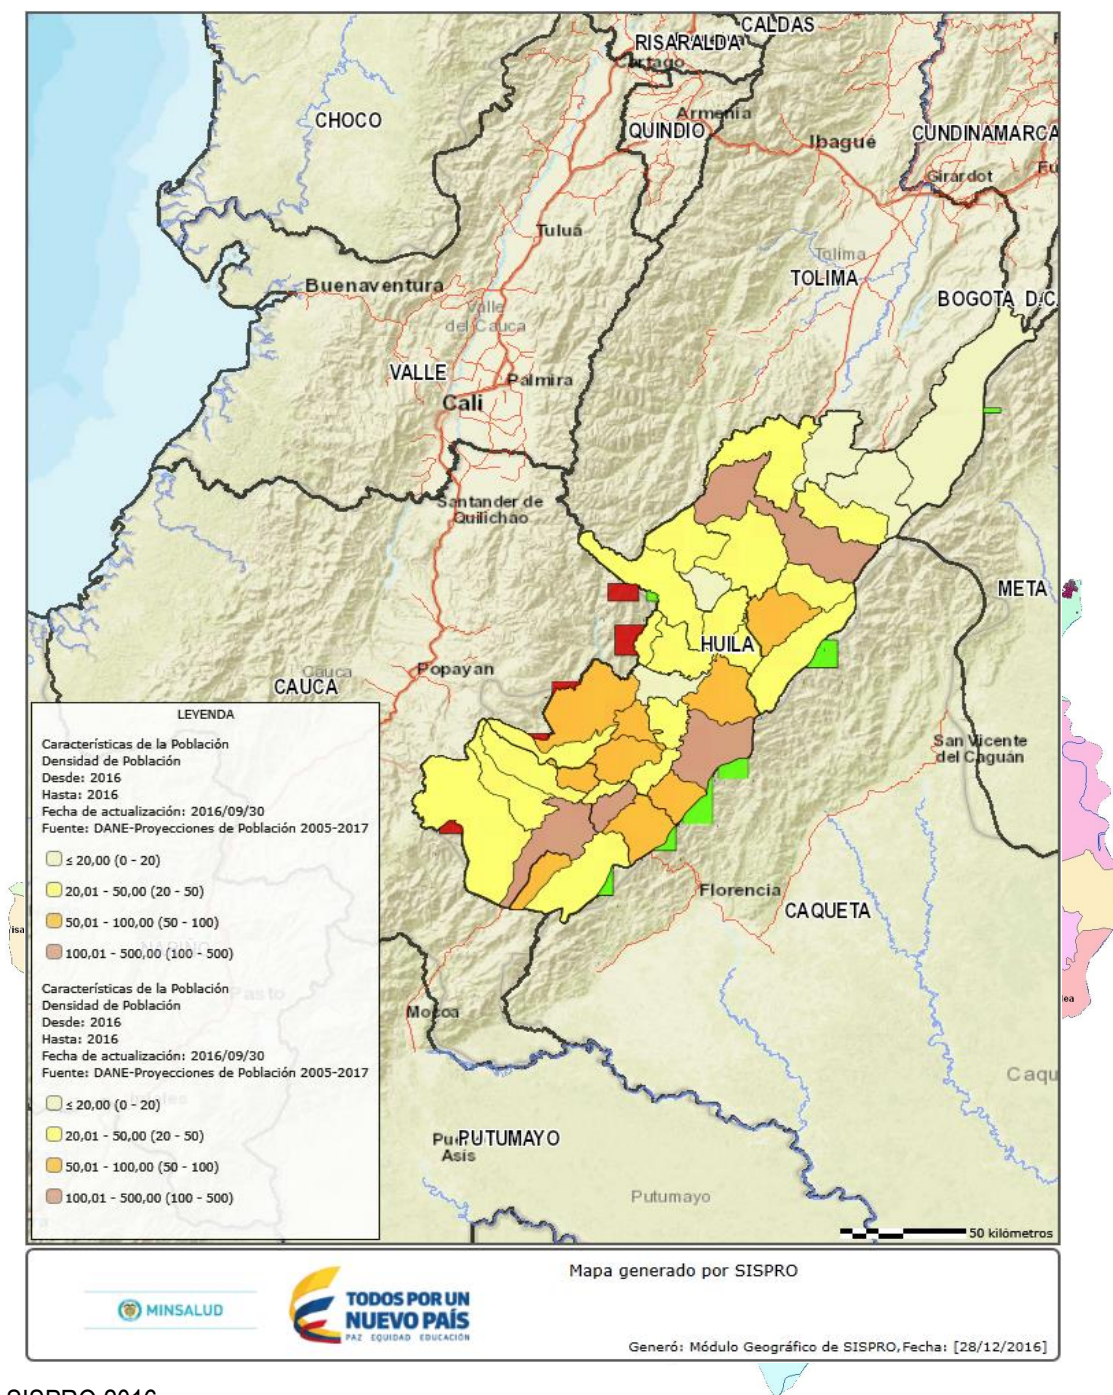 CALDAS
RISARALDA
Cartago
CHOCO
Armenia
QUINDIO
Ibagué
CUNDINAMARCA
Girardot
Fu
Tuluá
Tolima
TOLIMA
Buenaventura
BOGOTA D.C.
Valle
del Cauca
VALLE
Palmira
Cali
Santander de
Quilichao
META
HUILA
Popayan
Cauca
CAUCA
San Vicente
del Caguán
LEYENDA
Características de la Población
Densidad de Población
Desde: 2016
Hasta: 2016
Fecha de actualización: 2016/09/30
Fuente: DANE-Proyecciones de Población 2005-2017
≤ 20,00 (0 - 20)
20,01 - 50,00 (20 - 50)
50,01 - 100,00 (50 - 100)
100,01 - 500,00 (100 - 500)
NARIÑO
Pasto
Florencia
CAQUETA
Características de la Población
Densidad de Población
Desde: 2016
Hasta: 2016
Fecha de actualización: 2016/09/30
Fuente: DANE-Proyecciones de Población 2005-2017
≤ 20,00 (0 - 20)
20,01 - 50,00 (20 - 50)
50,01 - 100,00 (50 - 100)
100,01 - 500,00 (100 - 500)
Mocoa
Caqu
PUTUMAYO
Asís
Putumayo
50 kilómetros
Mapa generado por SISPRO
MINSALUD
TODOS POR UN
NUEVO PAÍS
PAZ EQUIDAD EDUCACIÓN
Generó: Módulo Geográfico de SISPRO,Fecha: [28/12/2016]
SISPRO 2016